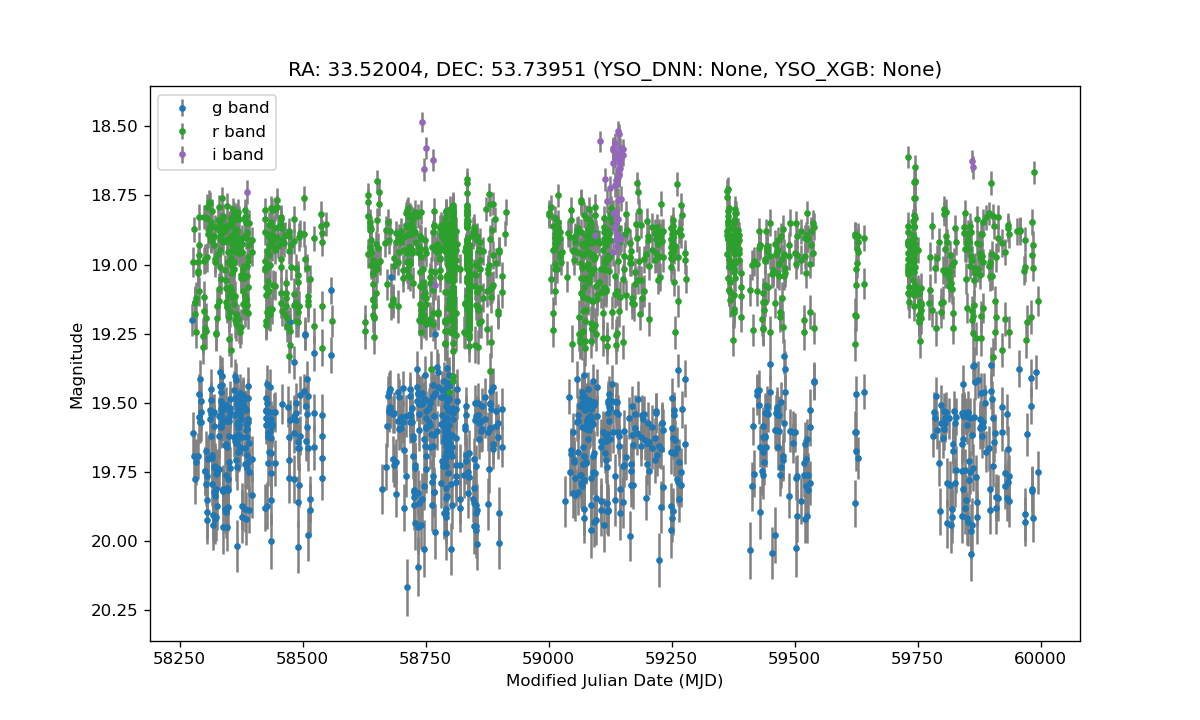 RA: 33.52004, DEC: 53.73951 (YSO_DNN: None, YSO_XGB: None)
g band
r band
i band
18.50
18.75
19.00
19.25
19.50
19.75
20.00
20.25
Magnitude
58250 58500 58750 59000 59250 59500 59750 60000
Modified Julian Date (MJD)